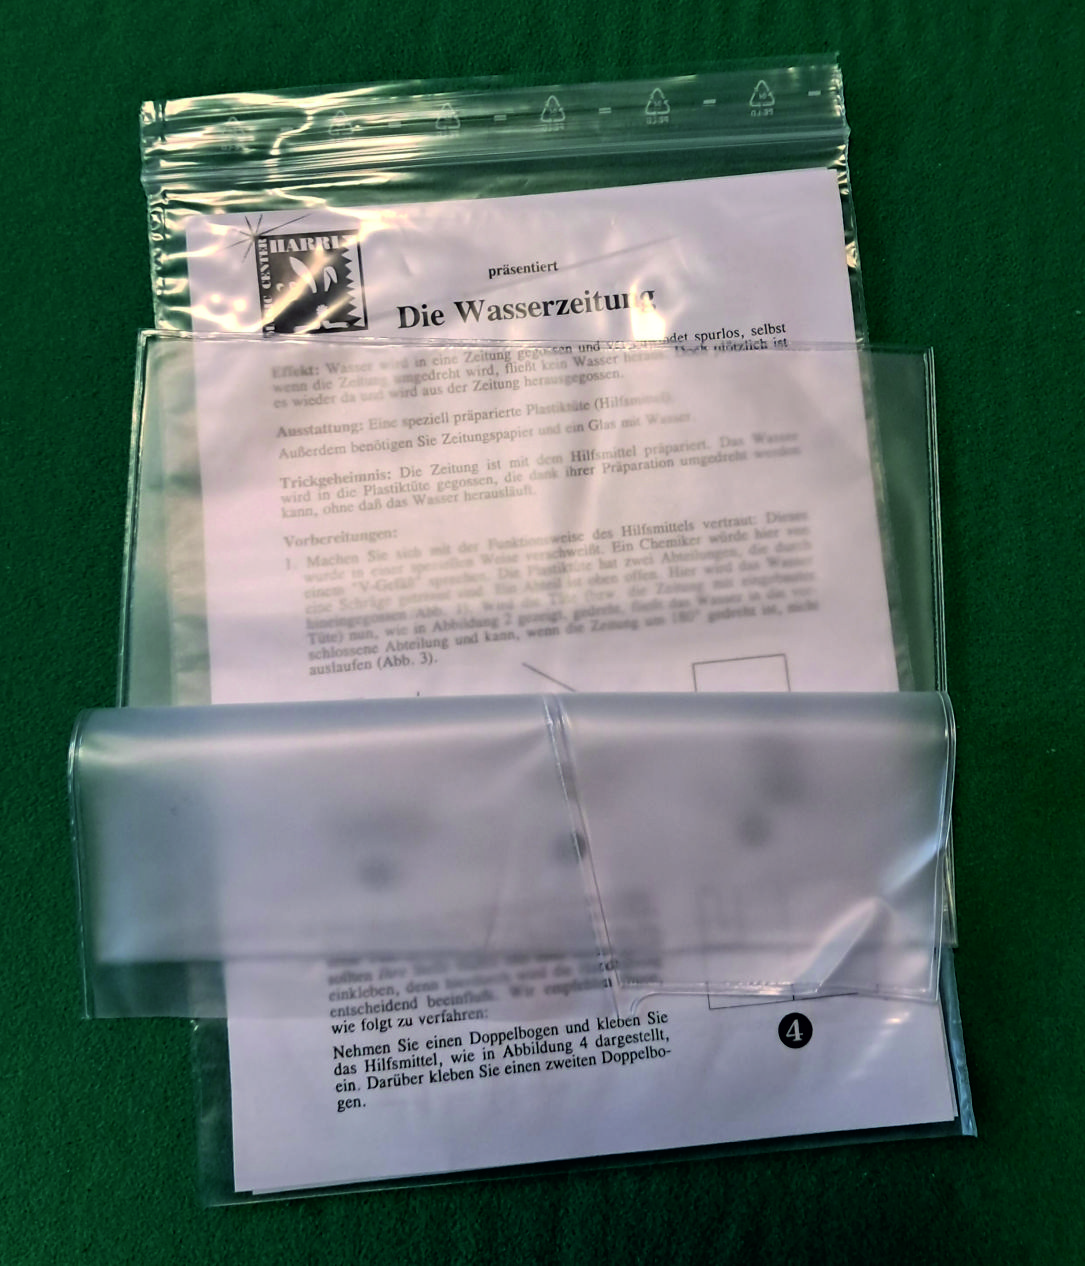 PE-LD
HARRI
CENTER
präsentiert
Die Wasserzeitung
Effekt: Wasser wird in eine Zeitung gegossen und verschwindet spurlos, selbst
wenn die Zeitung umgedreht wird, fließt kein Wasser heraus. Doch plötzlich ist
es wieder da und wird aus der Zeitung herausgegossen.
Ausstattung: Eine speziell präparierte Plastiktüte (Hilfsmittel).
Außerdem benötigen Sie Zeitungspapier und ein Glas mit Wasser.
Trickgeheimnis: Die Zeitung ist mit dem Hilfsmittel präpariert. Das Wasser
wird in die Plastiktüte gegossen, die dank ihrer Präparation umgedreht werden
kann, ohne daß das Wasser herausläuft.
Vorbereitungen:
1. Machen Sie sich mit der Funktionsweise des Hilfsmittels vertraut: Dieses
wurde in einer speziellen Weise verschweißt. Ein Chemiker würde hier von
einem "V-Gefäß" sprechen. Die Plastiktüte hat zwei Abteilungen, die durch
eine Schräge getrennt sind. Ein Abteil ist oben offen. Hier wird das Wasser
hineingegossen (Abb. 1). Wird die Tüte (bzw. die Zeitung mit eingebauter
Tüte) nun, wie in Abbildung 2 gezeigt, gedreht, fließt das Wasser in die ver-
schlossene Abteilung und kann, wenn die Zeitung um 180° gedreht ist, nicht
auslaufen (Abb. 3).
sollten Ihre
einkleben, denn wird die
entscheidend beeinflußt. Wir empfehlen
wie folgt zu verfahren:
Nehmen Sie einen Doppelbogen und kleben Sie
das Hilfsmittel, wie in Abbildung 4 dargestellt,
ein. Darüber kleben Sie einen zweiten Doppelbo-
gen.
4